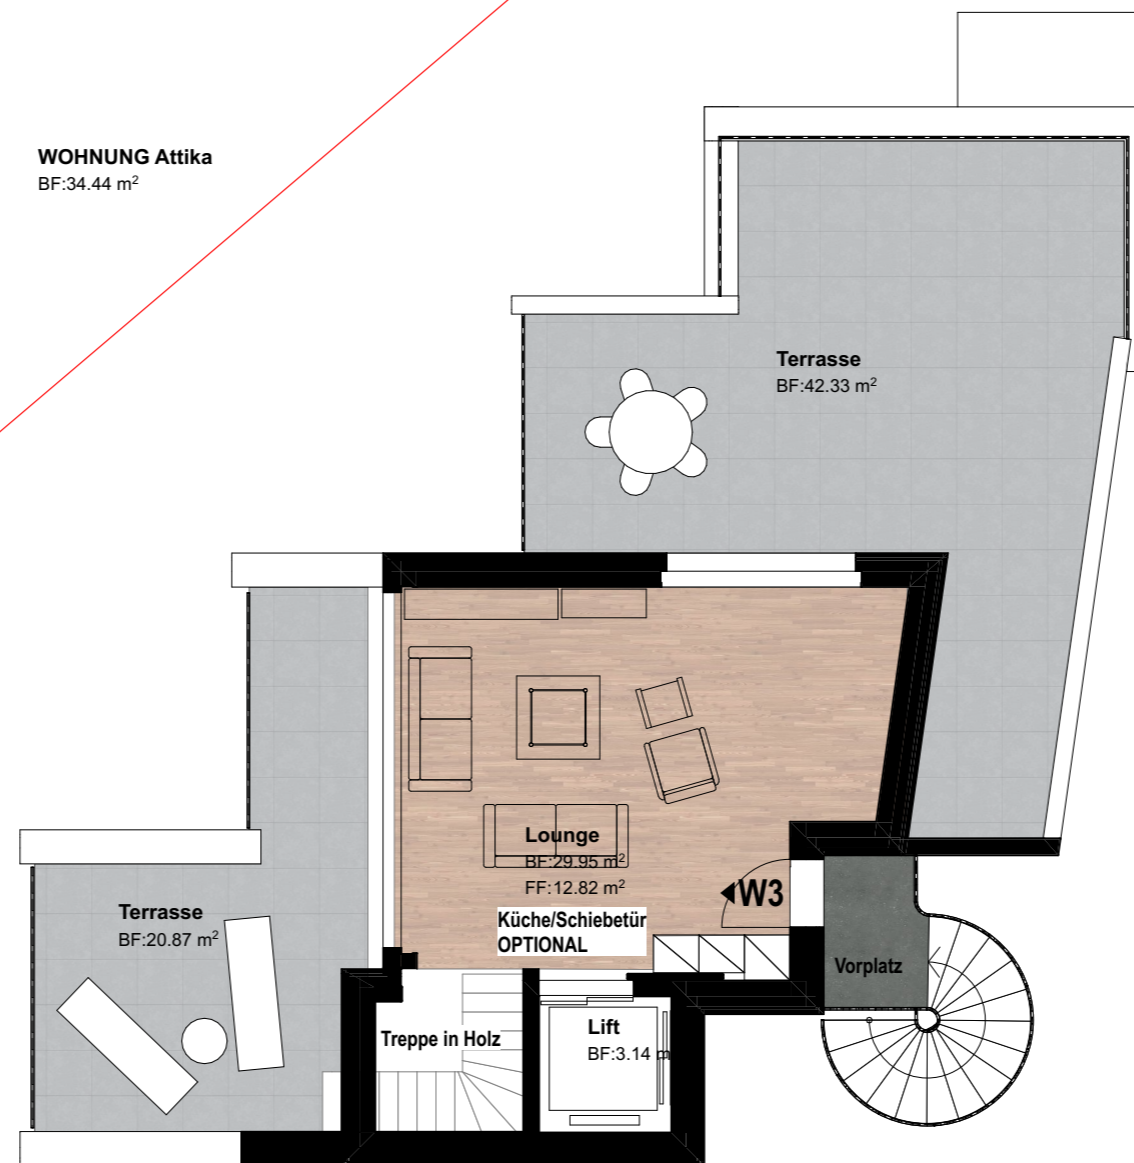 WOHNUNG Attika
BF:34.44 m²
Terrasse
BF:42.33 m²
Lounge
BF:29.95 m²
FF:12.82 m²
W3
Küche/Schiebetür
OPTIONAL
Terrasse
BF:20.87 m²
Vorplatz
Treppe in Holz
Lift
BF:3.14 m